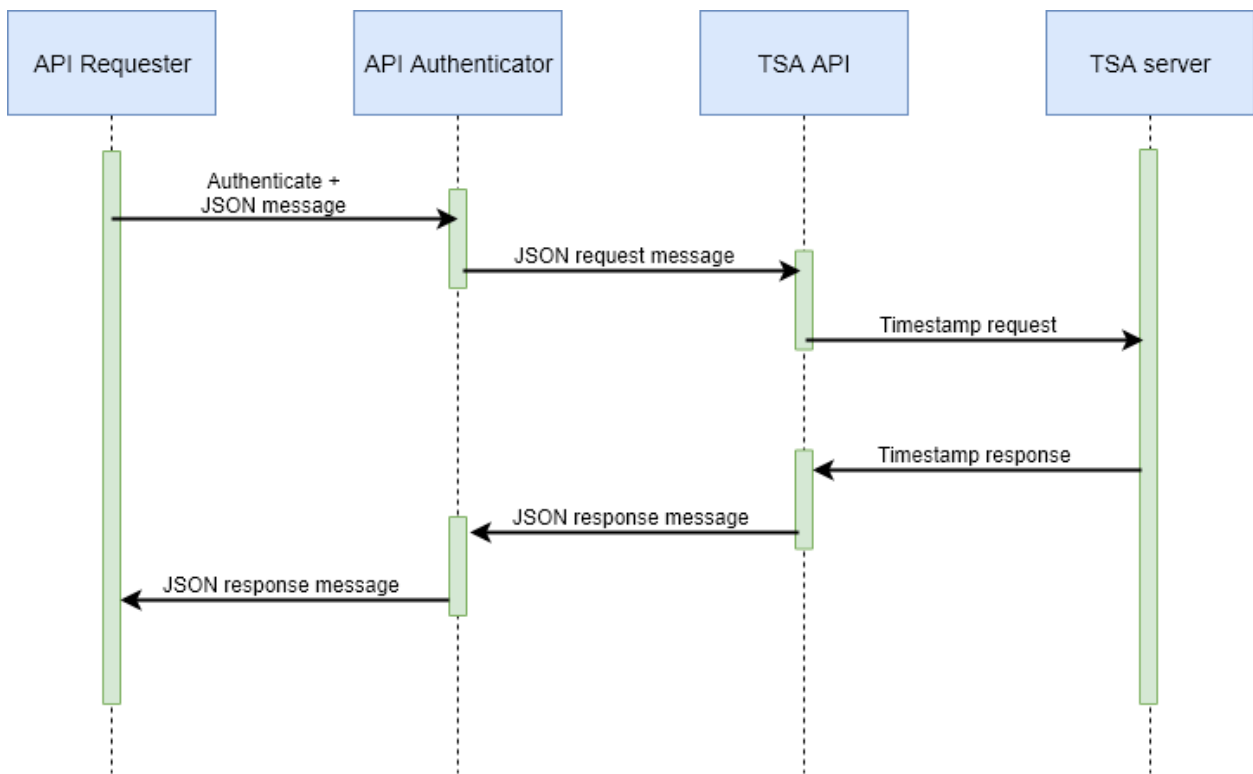 API Requester
API Authenticator
TSA API
TSA server
Authenticate +
JSON message
JSON request message
Timestamp request
Timestamp response
JSON response message
JSON response message